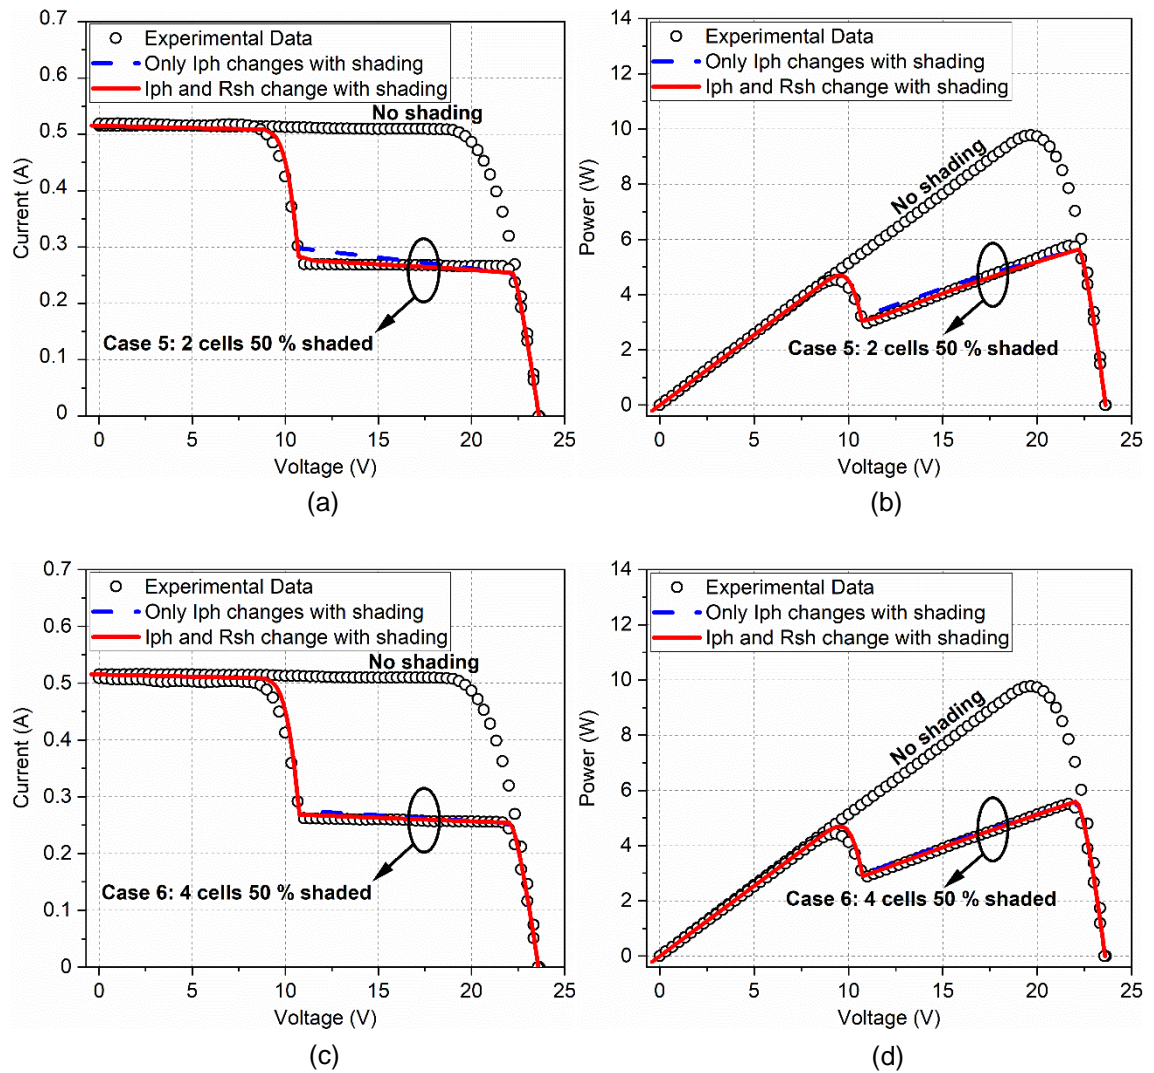 0.7
0.6
0.5
0.4
0.3
0.2
0.1
0
Current (A)
Experimental Data
Only Iph changes with shading
Iph and Rsh change with shading
No shading
Case 5: 2 cells 50 % shaded
0 5 10 15 20 25
Voltage (V)
(a)
14
12
10
8
6
4
2
0
Power (W)
Experimental Data
Only Iph changes with shading
Iph and Rsh change with shading
No shading
Case 5: 2 cells 50 % shaded
0 5 10 15 20 25
Voltage (V)
(b)
0.7
0.6
0.5
0.4
0.3
0.2
0.1
0
Current (A)
Experimental Data
Only Iph changes with shading
Iph and Rsh change with shading
No shading
Case 6: 4 cells 50 % shaded
0 5 10 15 20 25
Voltage (V)
(c)
14
12
10
8
6
4
2
0
Power (W)
Experimental Data
Only Iph changes with shading
Iph and Rsh change with shading
No shading
Case 6: 4 cells 50 % shaded
0 5 10 15 20 25
Voltage (V)
(d)